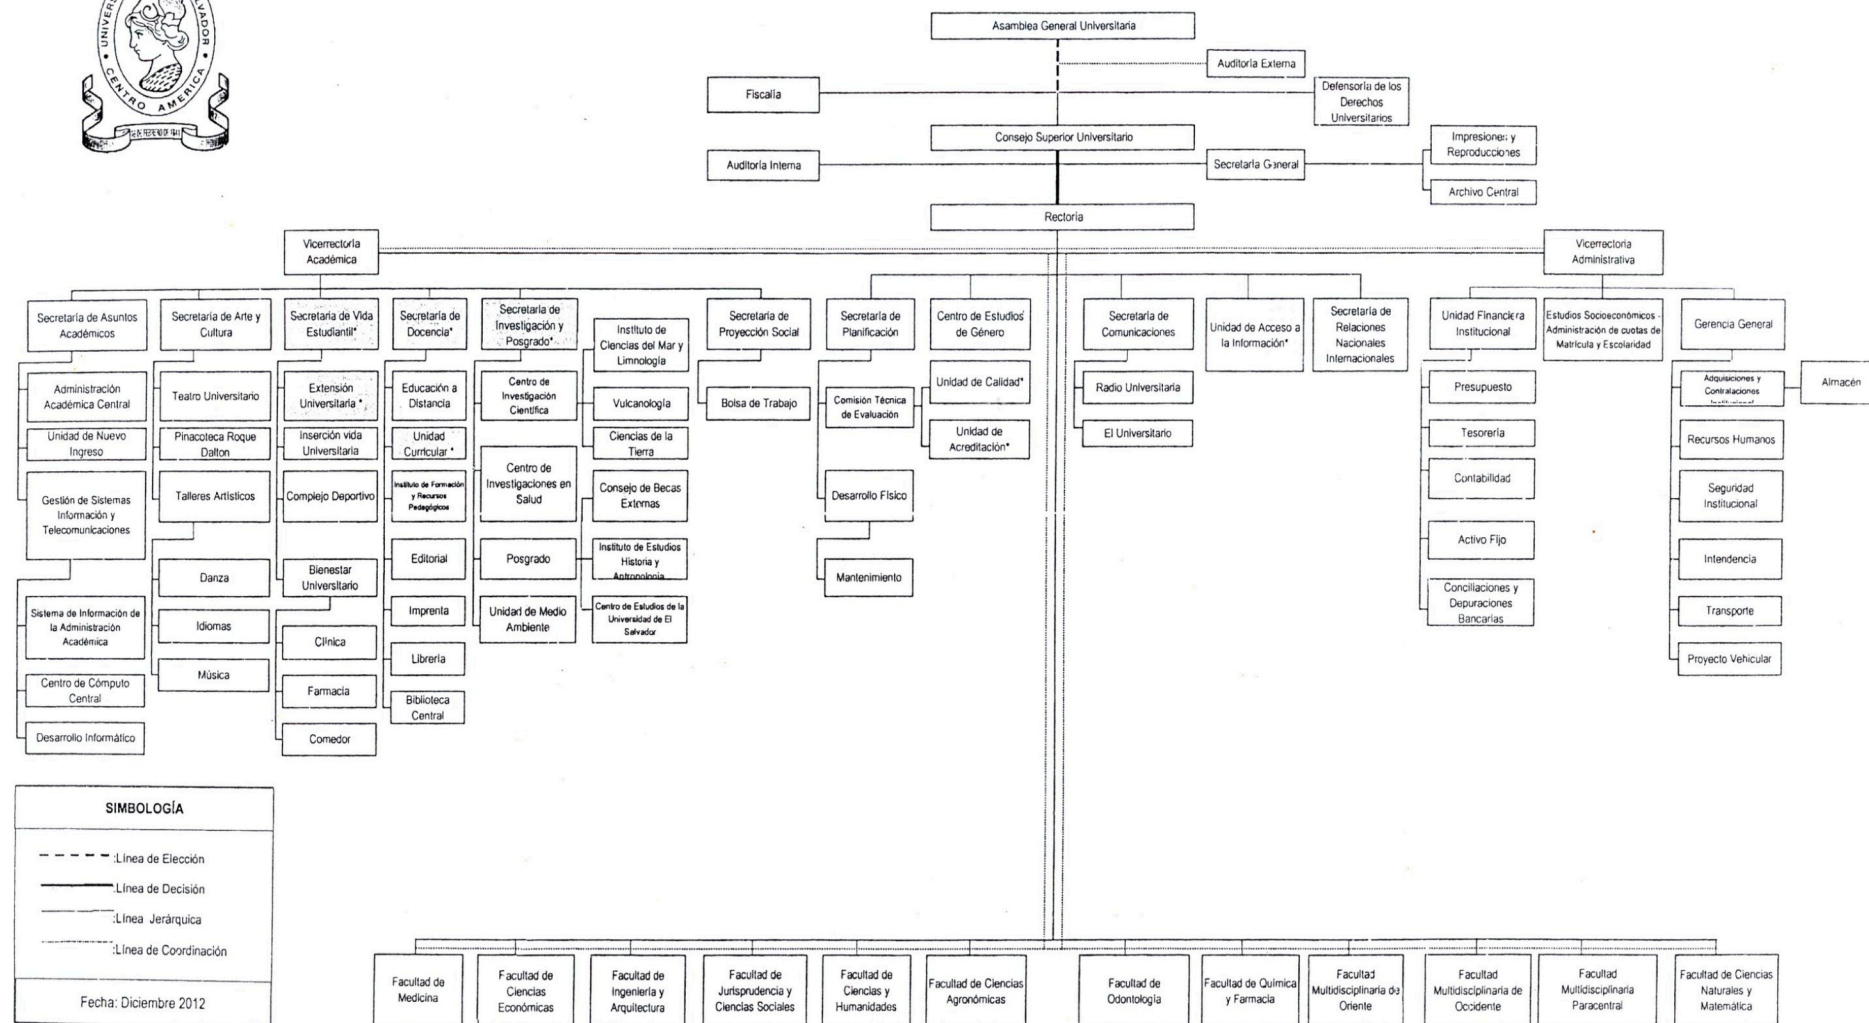 UNIVERS
LVADOR
CENTRO AMERICA
16 DE FEBRERO DE 1841
Asamblea General Universitaria
Auditoría Externa
Fiscalía
Defensoría de los
Derechos
Universitarios
Consejo Superior Universitario
Impresiones y
Reproducciones
Auditoría Interna
Secretaría General
Archivo Central
Rectoría
Vicerrectoría
Académica
Vicerrectoría
Administrativa
Secretaría de Asuntos
Académicos
Secretaría de Arte y
Cultura
Secretaría de Vida
Estudiantil*
Secretaría de
Docencia*
Secretaría de
Investigación y
Posgrado*
Instituto de
Ciencias del Mar y
Limnología
Secretaría de
Proyección Social
Secretaría de
Planificación
Centro de Estudios
de Género
Secretaría de
Comunicaciones
Unidad de Acceso a
la Información*
Secretaría de
Relaciones
Nacionales
Internacionales
Unidad Financiera
Institucional
Estudios Socioeconómicos -
Administración de cuotas de
Matrícula y Escolaridad
Gerencia General
Administración
Académica Central
Unidad de Nuevo
Ingreso
Gestión de Sistemas
Información y
Telecomunicaciones
Sistema de Información de
la Administración
Académica
Centro de Cómputo
Central
Desarrollo Informático
Teatro Universitario
Pinacoteca Roque
Dalton
Talleres Artísticos
Danza
Idiomas
Música
Extensión
Universitaria *
Inserción vida
Universitaria
Complejo Deportivo
Bienestar
Universitario
Clínica
Farmacia
Comedor
Educación a
Distancia
Unidad
Curricular *
Instituto de Formación
y Recursos
Pedagógicos
Editorial
Imprenta
Librería
Biblioteca
Central
Centro de
Investigación
Científica
Centro de
Investigaciones en
Salud
Posgrado
Unidad de Medio
Ambiente
Vulcanología
Ciencias de la
Tierra
Consejo de Becas
Externas
Instituto de Estudios
Historia y
Antropología
Centro de Estudios de la
Universidad de El
Salvador
Bolsa de Trabajo
Comisión Técnica
de Evaluación
Desarrollo Físico
Mantenimiento
Unidad de Calidad*
Unidad de
Acreditación*
Radio Universitaria
El Universitario
Presupuesto
Tesorería
Contabilidad
Activo Fijo
Conciliaciones y
Depuraciones
Bancarias
Adquisiciones y
Contrataciones
Institucional
Almacén
Recursos Humanos
Seguridad
Institucional
Intendencia
Transporte
Proyecto Vehicular
SIMBOLOGÍA
:Línea de Elección
:Línea de Decisión
:Línea Jerárquica
:Línea de Coordinación
Fecha: Diciembre 2012
Facultad de
Medicina
Facultad de
Ciencias
Económicas
Facultad de
Ingeniería y
Arquitectura
Facultad de
Jurisprudencia y
Ciencias Sociales
Facultad de
Ciencias y
Humanidades
Facultad de Ciencias
Agronómicas
Facultad de
Odontología
Facultad de Química
y Farmacia
Facultad
Multidisciplinaria de
Oriente
Facultad
Multidisciplinaria de
Occidente
Facultad
Multidisciplinaria
Paracentral
Facultad de Ciencias
Naturales y
Matemática